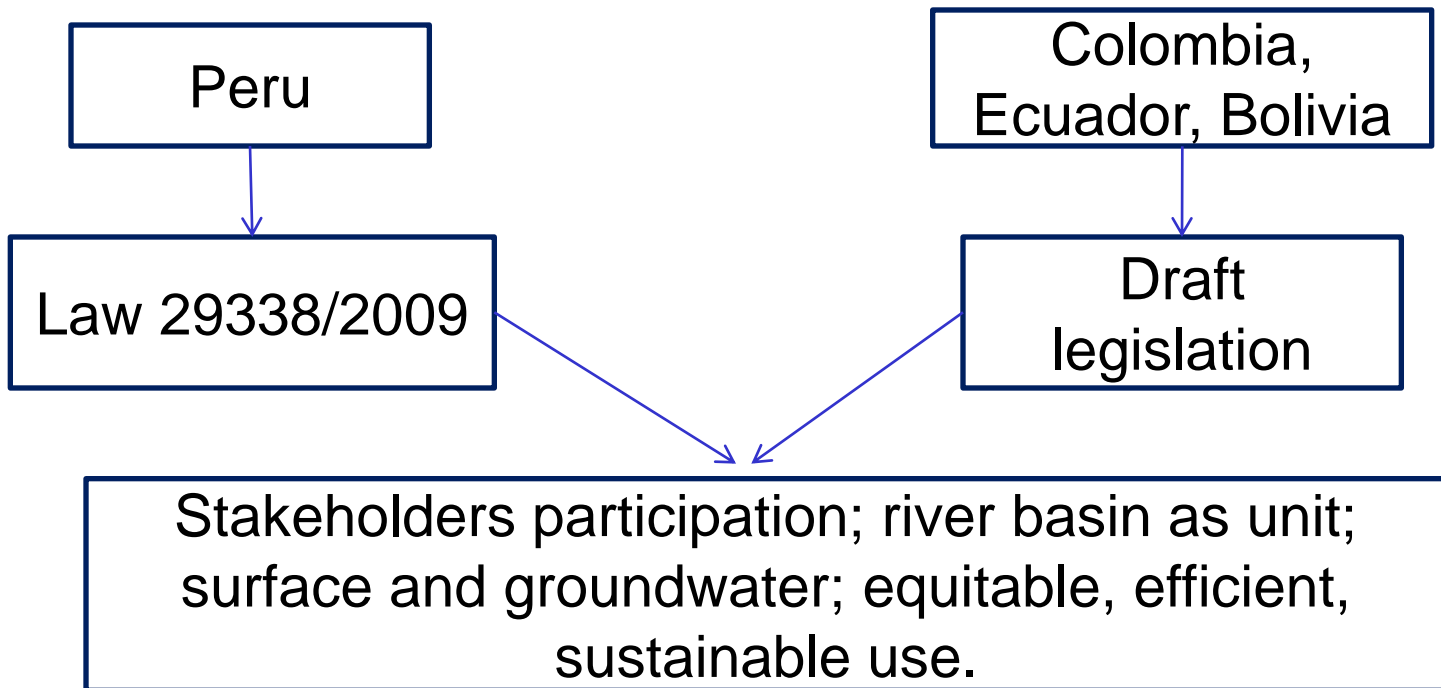 Peru
Colombia,
Ecuador, Bolivia
Law 29338/2009
Draft
legislation
Stakeholders participation; river basin as unit;
surface and groundwater; equitable, efficient,
sustainable use.